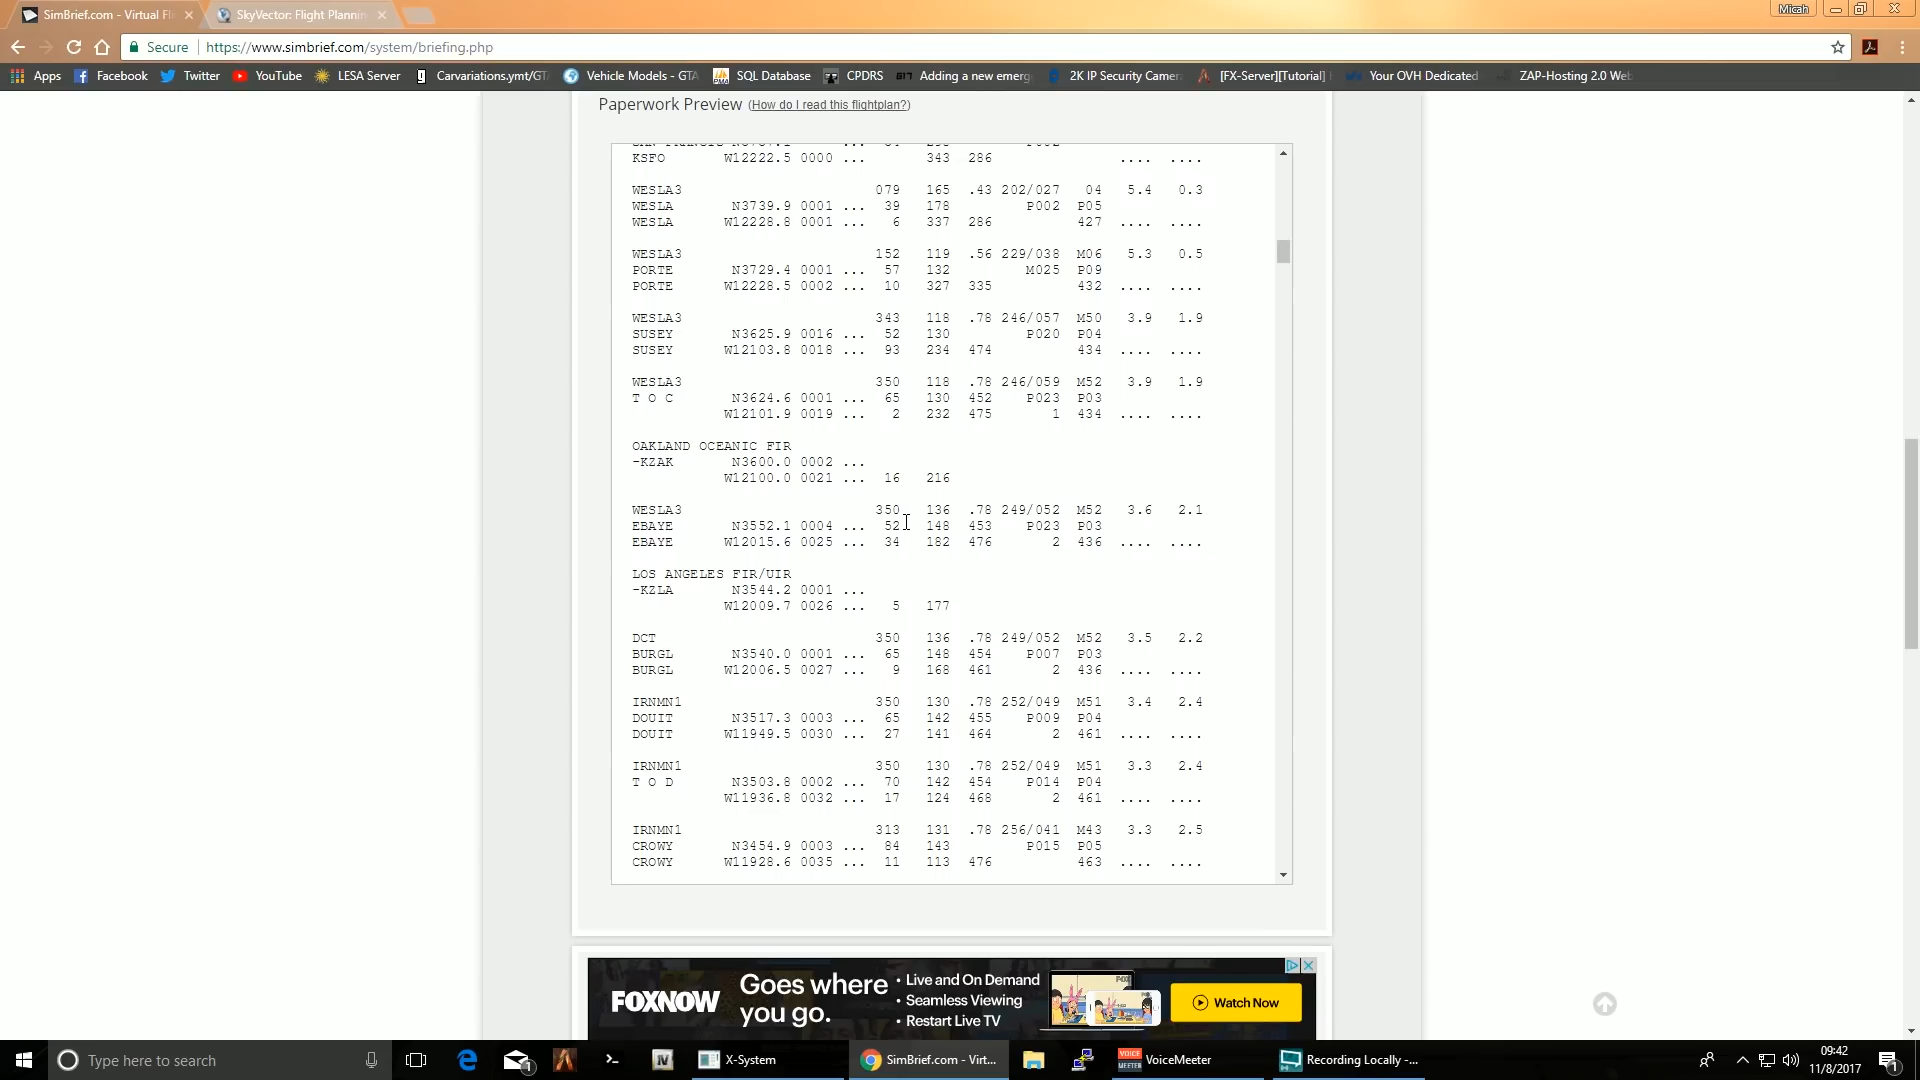 SimBrief.com - Virtual Fli
SkyVector: Flight Plannin
Micah
Secure
https://www.simbrief.com/system/briefing.php
Apps
Facebook
Twitter
YouTube
LESA Server
Carvariations.ymt/GTA
Vehicle Models - GTA
SQL Database
CPDRS
Adding a new emerg
2K IP Security Camer
[FX-Server][Tutorial]
Your OVH Dedicated
ZAP-Hosting 2.0 Web
Paperwork Preview (How do I read this flightplan?)
KSFO W12222.5 0000 ... 343 286 .... ....
WESLA3 079 165 .43 202/027 04 5.4 0.3
WESLA N3739.9 0001 ... 39 178 P002 P05
WESLA W12228.8 0001 ... 6 337 286 427 .... ....
WESLA3 152 119 .56 229/038 M06 5.3 0.5
PORTE N3729.4 0001 ... 57 132 M025 P09
PORTE W12228.5 0002 ... 10 327 335 432 .... ....
WESLA3 343 118 .78 246/057 M50 3.9 1.9
SUSEY N3625.9 0016 ... 52 130 P020 P04
SUSEY W12103.8 0018 ... 93 234 474 434 .... ....
WESLA3 350 118 .78 246/059 M52 3.9 1.9
T O C N3624.6 0001 ... 65 130 452 P023 P03
W12101.9 0019 ... 2 232 475 1 434 .... ....
OAKLAND OCEANIC FIR
-KZAK N3600.0 0002 ...
W12100.0 0021 ... 16 216
WESLA3 350 136 .78 249/052 M52 3.6 2.1
EBAYE N3552.1 0004 ... 52 148 453 P023 P03
EBAYE W12015.6 0025 ... 34 182 476 2 436 .... ....
LOS ANGELES FIR/UIR
-KZLA N3544.2 0001 ...
W12009.7 0026 ... 5 177
DCT 350 136 .78 249/052 M52 3.5 2.2
BURGL N3540.0 0001 ... 65 148 454 P007 P03
BURGL W12006.5 0027 ... 9 168 461 2 436 .... ....
IRNMN1 350 130 .78 252/049 M51 3.4 2.4
DOUIT N3517.3 0003 ... 65 142 455 P009 P04
DOUIT W11949.5 0030 ... 27 141 464 2 461 .... ....
IRNMN1 350 130 .78 252/049 M51 3.3 2.4
T O D N3503.8 0002 ... 70 142 454 P014 P04
W11936.8 0032 ... 17 124 468 2 461 .... ....
IRNMN1 313 131 .78 256/041 M43 3.3 2.5
CROWY N3454.9 0003 ... 84 143 P015 P05
CROWY W11928.6 0035 ... 11 113 476 463 .... ....
FOXNOW
Goes where
you go.
• Live and On Demand
• Seamless Viewing
• Restart Live TV
Watch Now
Type here to search
X-System
SimBrief.com - Virt...
VoiceMeeter
Recording Locally -...
09:42
11/8/2017